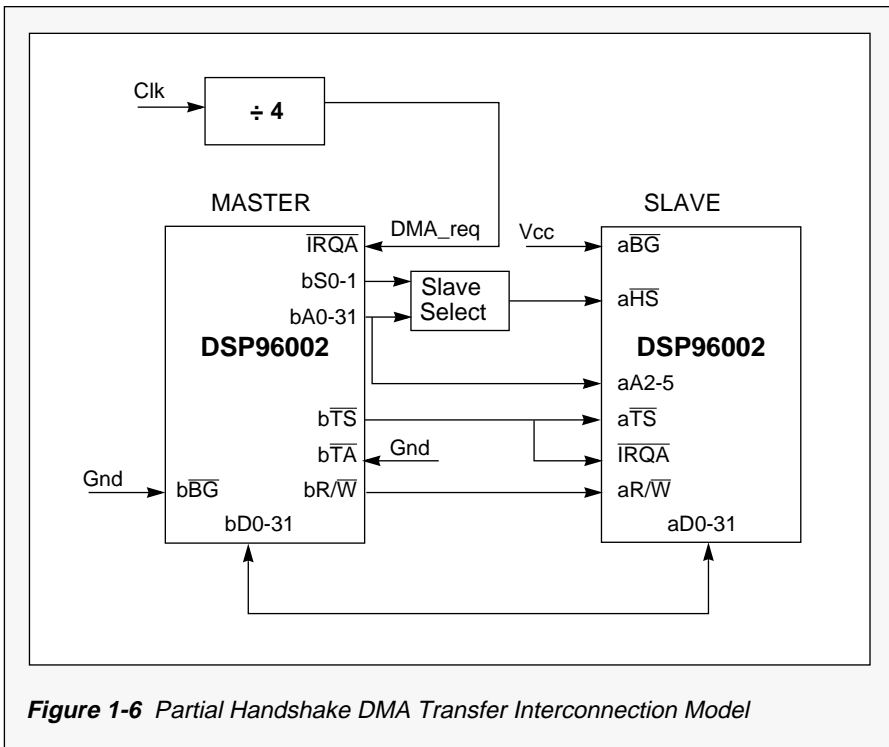 Clk
÷ 4
MASTER
SLAVE
DMA_req
Vcc
IRQA
aBG
bS0-1
Slave
Select
aHS
bA0-31
DSP96002
DSP96002
aA2-5
bTS
aTS
bTA
Gnd
IRQA
Gnd
bBG
bR/W
aR/W
bD0-31
aD0-31
Figure 1-6 Partial Handshake DMA Transfer Interconnection Model